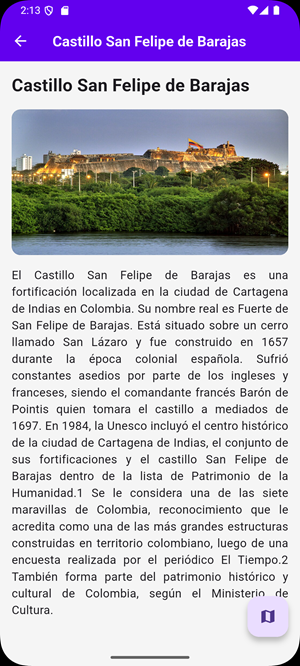 2:13
Castillo San Felipe de Barajas
Castillo San Felipe de Barajas
El Castillo San Felipe de Barajas es una
fortificación localizada en la ciudad de Cartagena
de Indias en Colombia. Su nombre real es Fuerte de
San Felipe de Barajas. Está situado sobre un cerro
llamado San Lázaro y fue construido en 1657
durante la época colonial española. Sufrió
constantes asedios por parte de los ingleses y
franceses, siendo el comandante francés Barón de
Pointis quien tomara el castillo a mediados de
1697. En 1984, la Unesco incluyó el centro histórico
de la ciudad de Cartagena de Indias, el conjunto de
sus fortificaciones y el castillo San Felipe de
Barajas dentro de la lista de Patrimonio de la
Humanidad.1 Se le considera una de las siete
maravillas de Colombia, reconocimiento que le
acredita como una de las más grandes estructuras
construidas en territorio colombiano, luego de una
encuesta realizada por el periódico El Tiempo.2
También forma parte del patrimonio histórico y
cultural de Colombia, según el Ministerio de
Cultura.